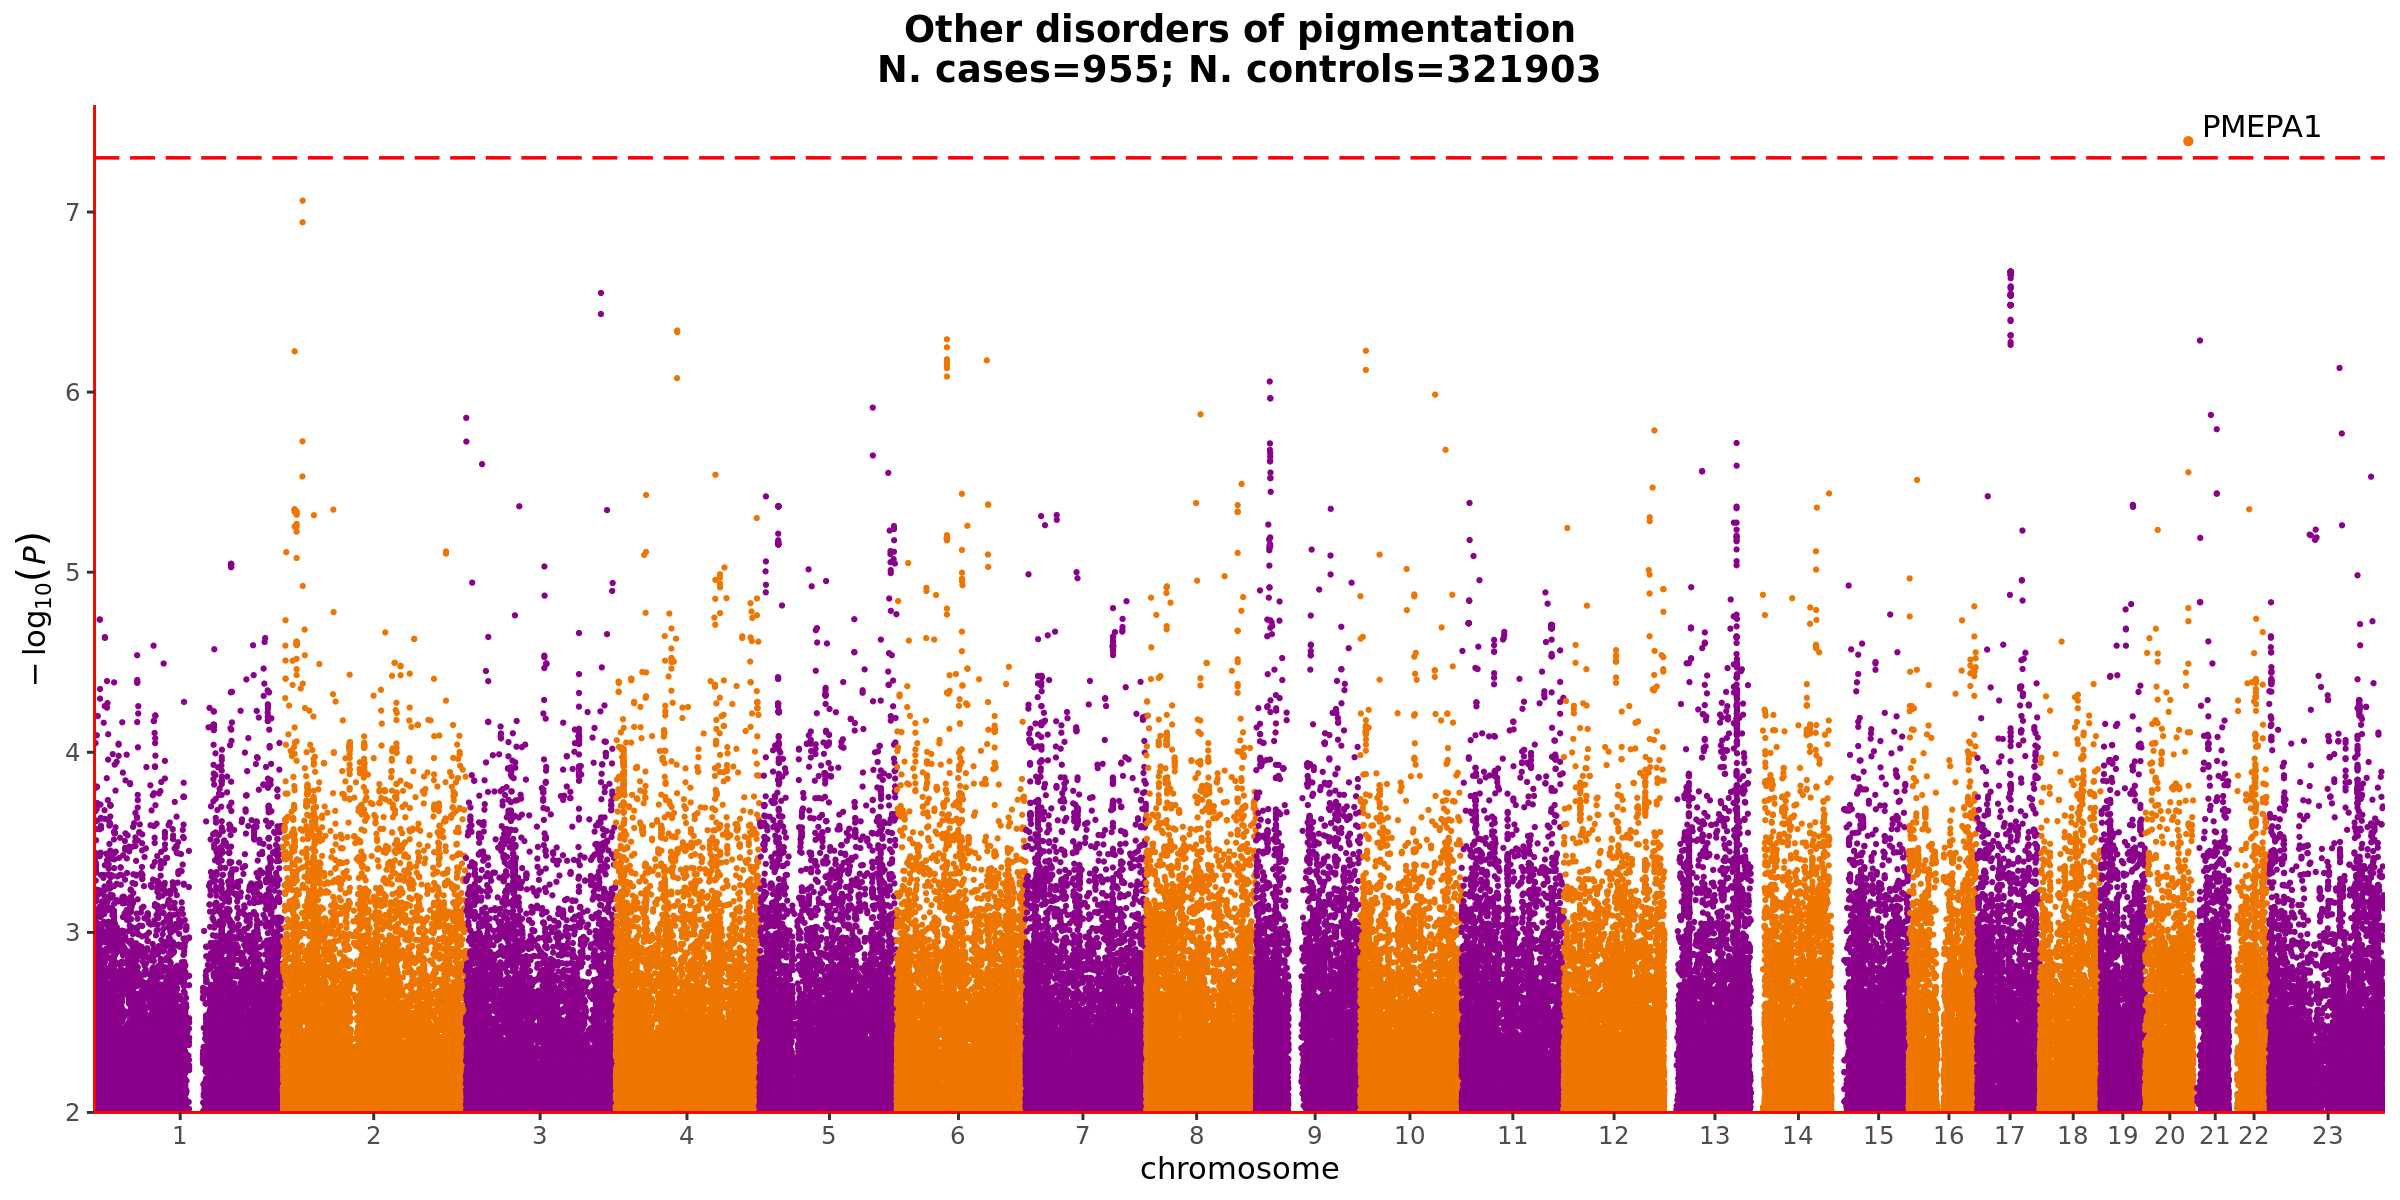 Other disorders of pigmentation
N. cases=955; N. controls=321903
PMEPA1
7
6
5
4
3
2
−log10(P)
1 2 3 4 5 6 7 8 9 10 11 12 13 14 15 16 17 18 19 20 21 22 23
chromosome